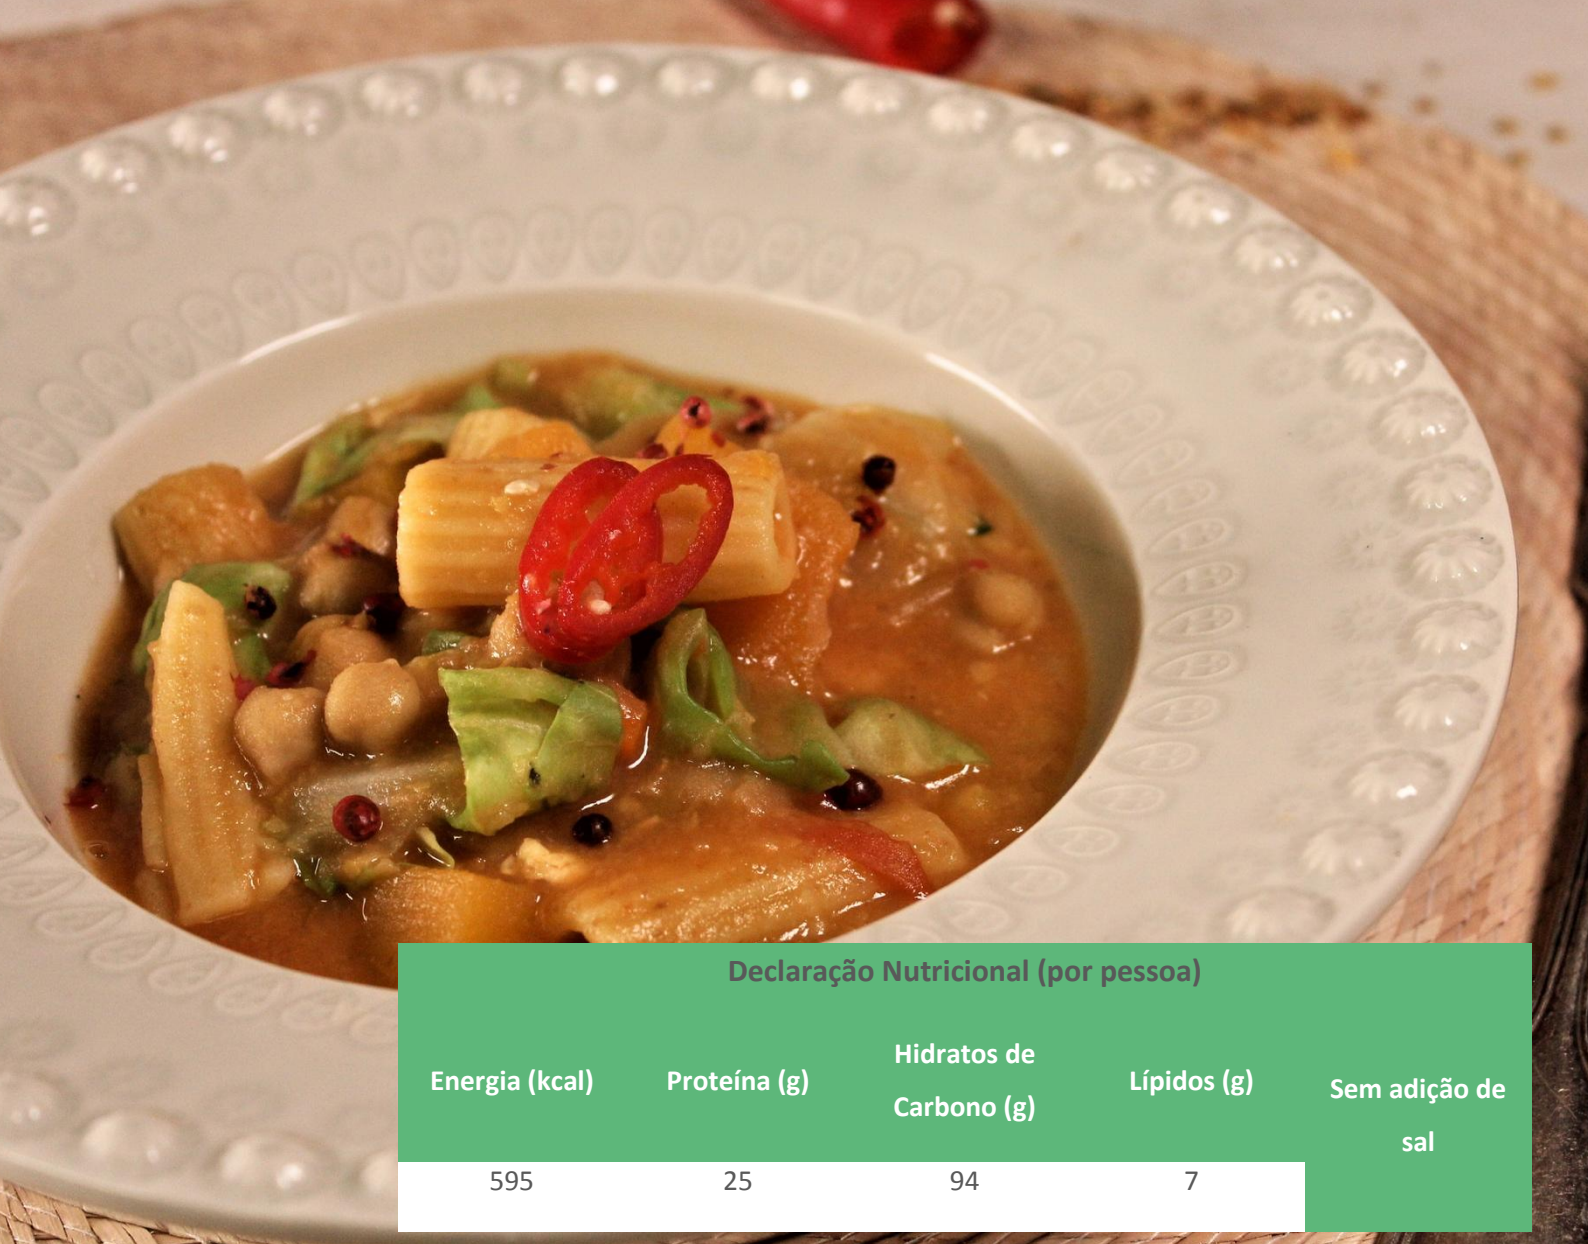 Declaração Nutricional (por pessoa)
Energia (kcal)
Proteína (g)
Hidratos de
Carbono (g)
Lípidos (g)
Sem adição de
sal
595
25
94
7